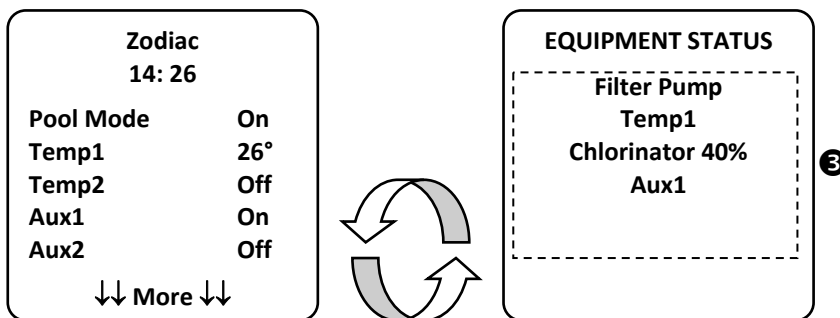 Zodiac
14: 26
Pool Mode On
Temp1 26°
Temp2 Off
Aux1 On
Aux2 Off
↓↓ More ↓↓
EQUIPMENT STATUS
Filter Pump
Temp1
Chlorinator 40%
Aux1
❸